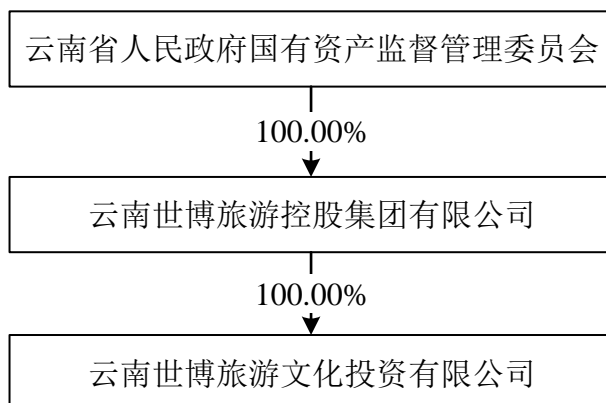 云南省人民政府国有资产监督管理委员会
100.00%
云南世博旅游控股集团有限公司
100.00%
云南世博旅游文化投资有限公司